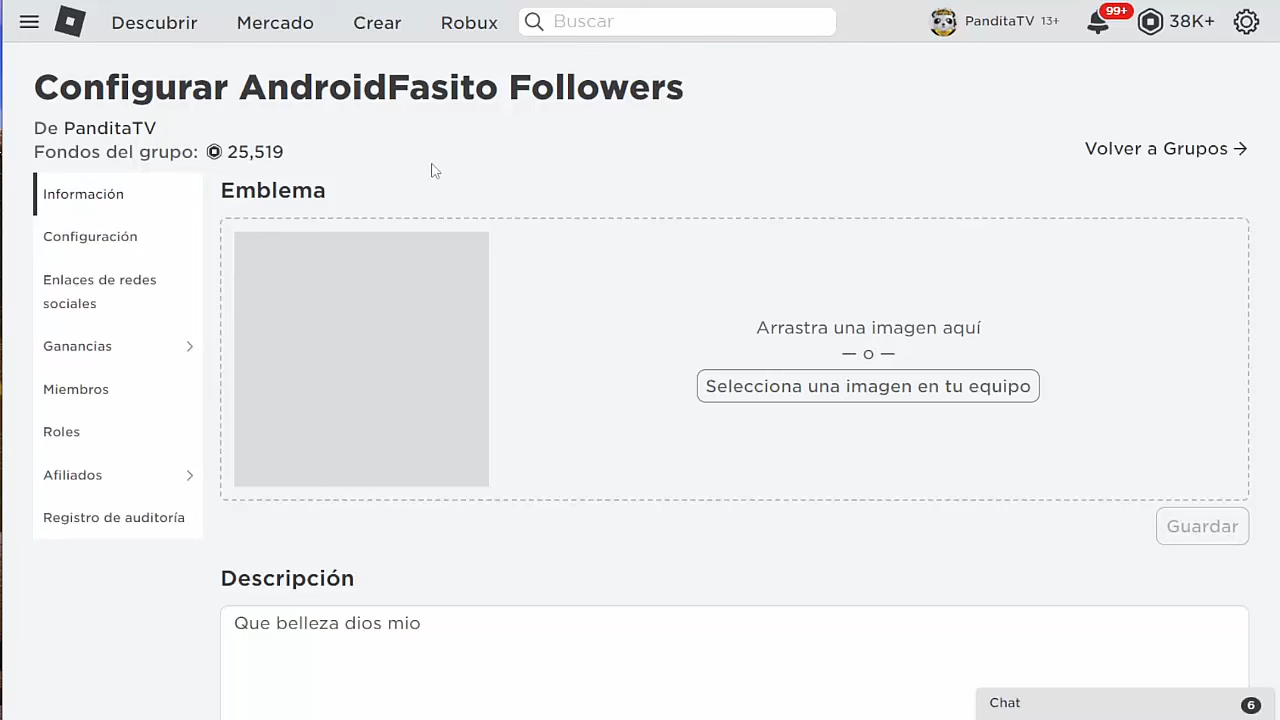 Descubrir
Mercado
Crear
Robux
Buscar
PanditaTV 13+
99+
38K+
Configurar AndroidFasito Followers
De PanditaTV
Fondos del grupo: 25,519
Volver a Grupos
Información
Configuración
Enlaces de redes
sociales
Ganancias
Miembros
Roles
Afiliados
Registro de auditoría
Emblema
Arrastra una imagen aquí
— o —
Selecciona una imagen en tu equipo
Guardar
Descripción
Que belleza dios mio
Chat
6